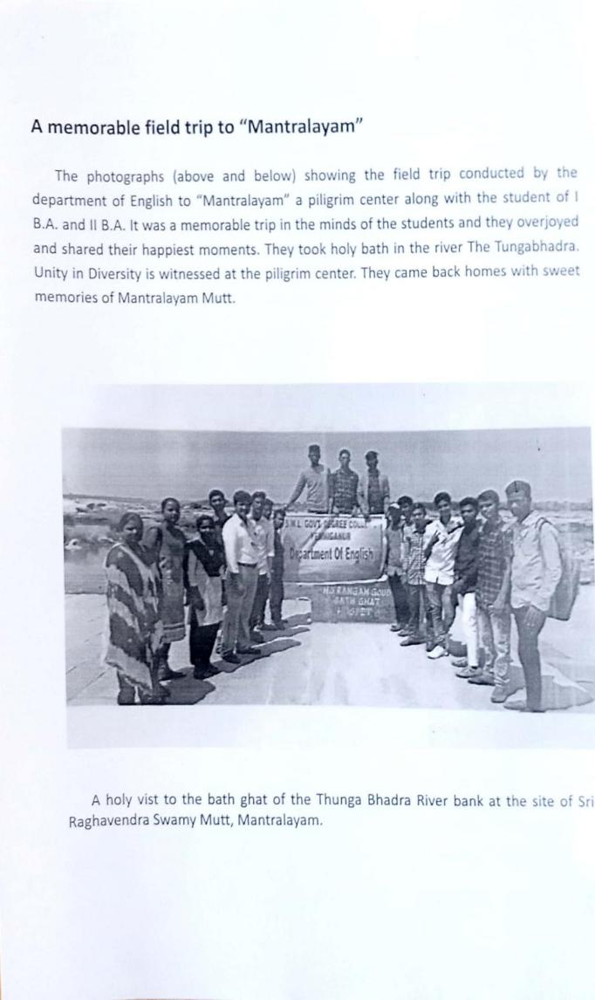 A memorable field trip to “Mantralayam”
The photographs (above and below) showing the field trip conducted by the
department of English to “Mantralayam” a piligrim center along with the student of I
B.A. and II B.A. It was a memorable trip in the minds of the students and they overjoyed
and shared their happiest moments. They took holy bath in the river The Tungabhadra.
Unity in Diversity is witnessed at the piligrim center. They came back homes with sweet
memories of Mantralayam Mutt.
S.M.L. GOVT. DEGREE
YEMMIGANUR
Department Of English
RANGAM GOUD
BATH GHAT
A holy vist to the bath ghat of the Thunga Bhadra River bank at the site of Sri
Raghavendra Swamy Mutt, Mantralayam.